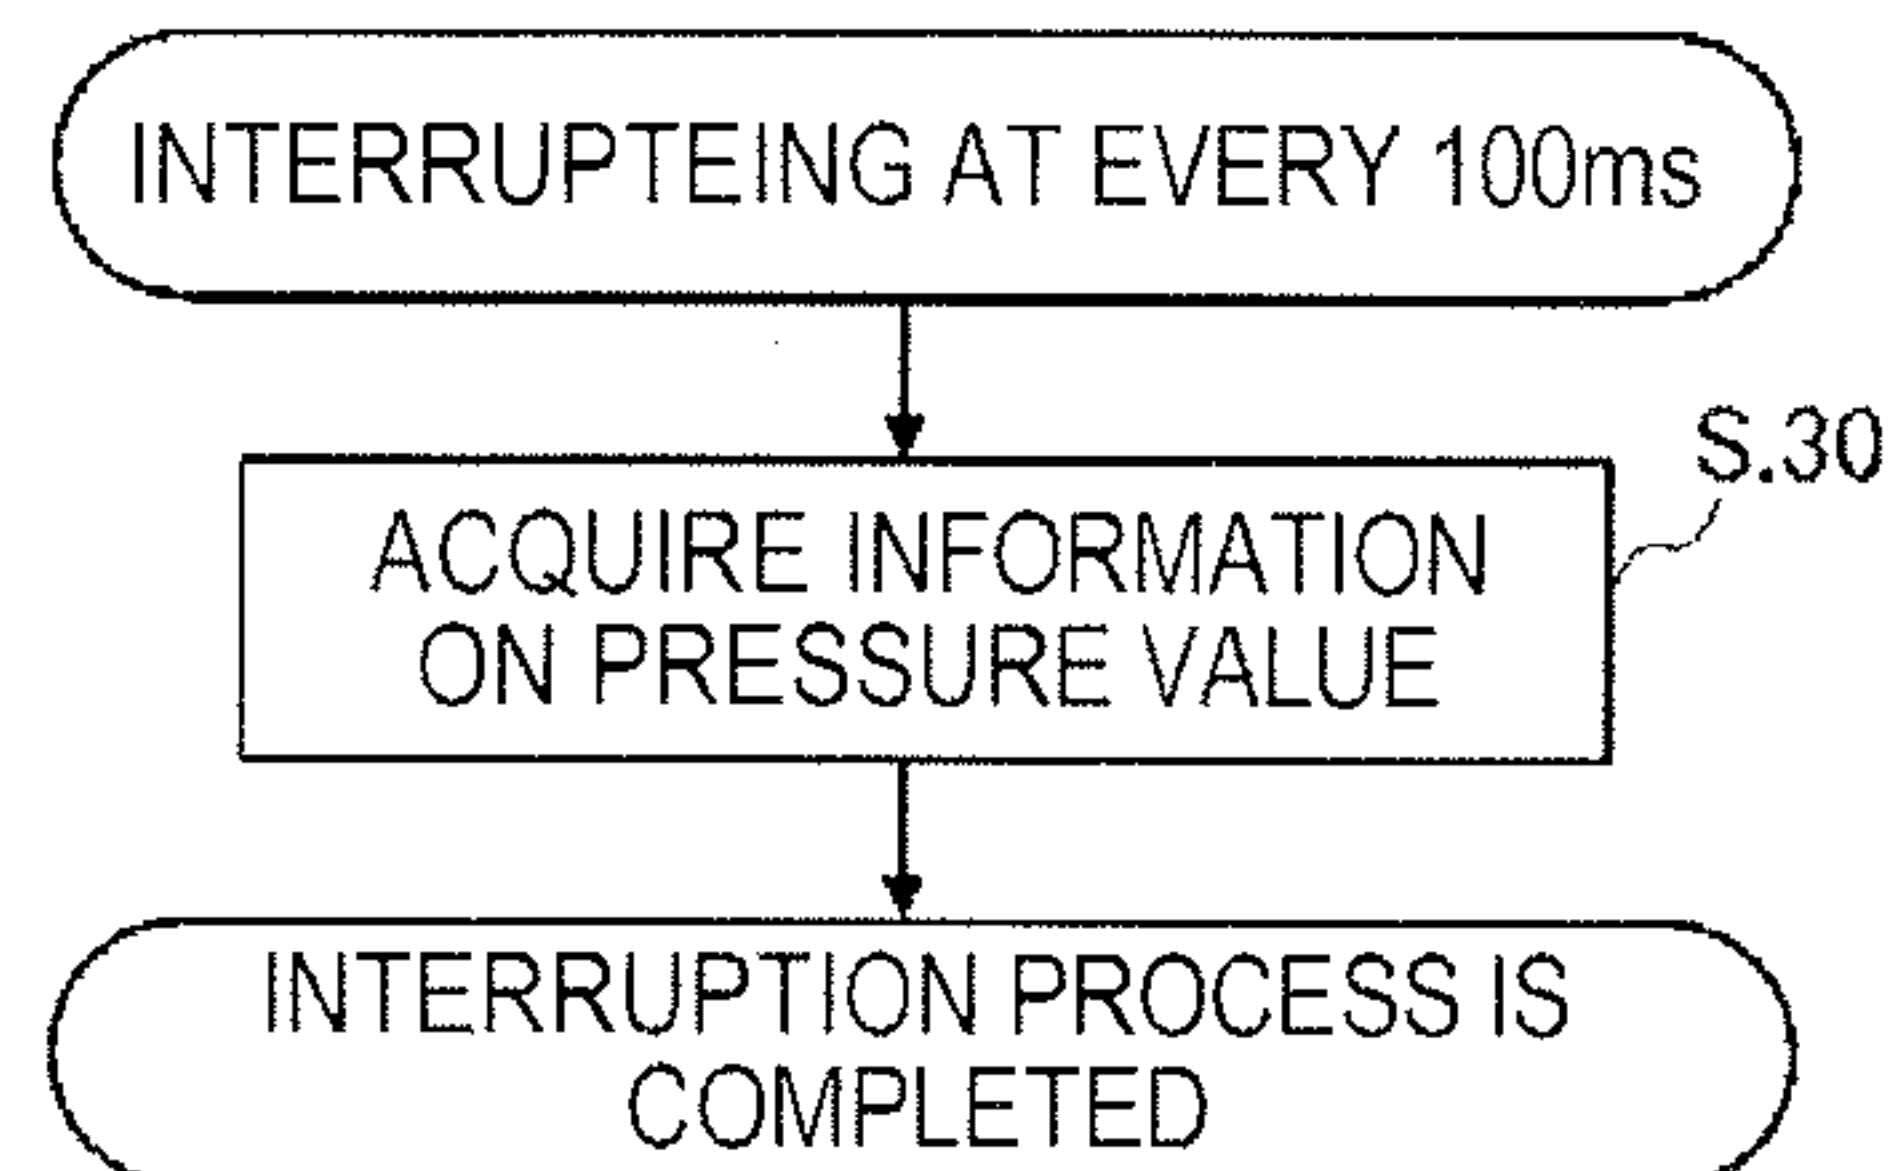 INTERRUPTEING AT EVERY 100ms
S.30
ACQUIRE INFORMATION
ON PRESSURE VALUE
INTERRUPTION PROCESS IS
COMPLETED